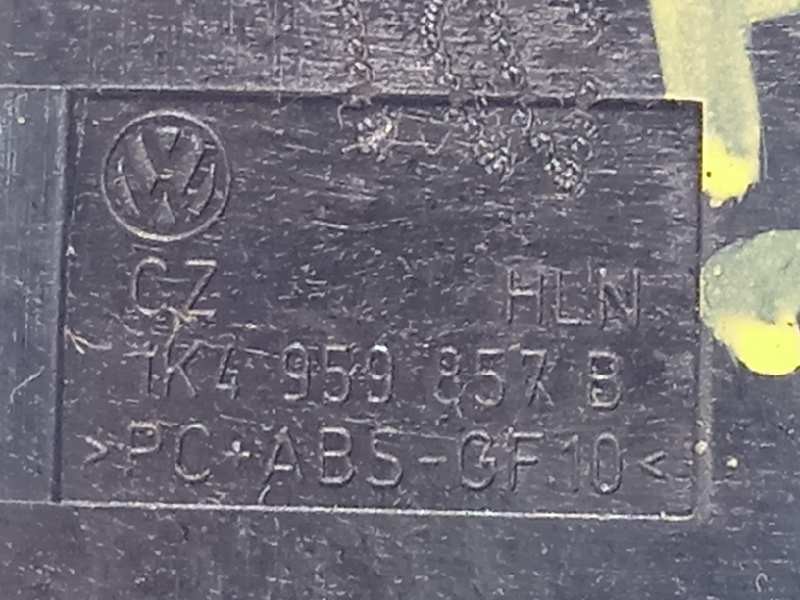 CZ HLN
1K4 959 857 B
>PC+ABS-GF10<